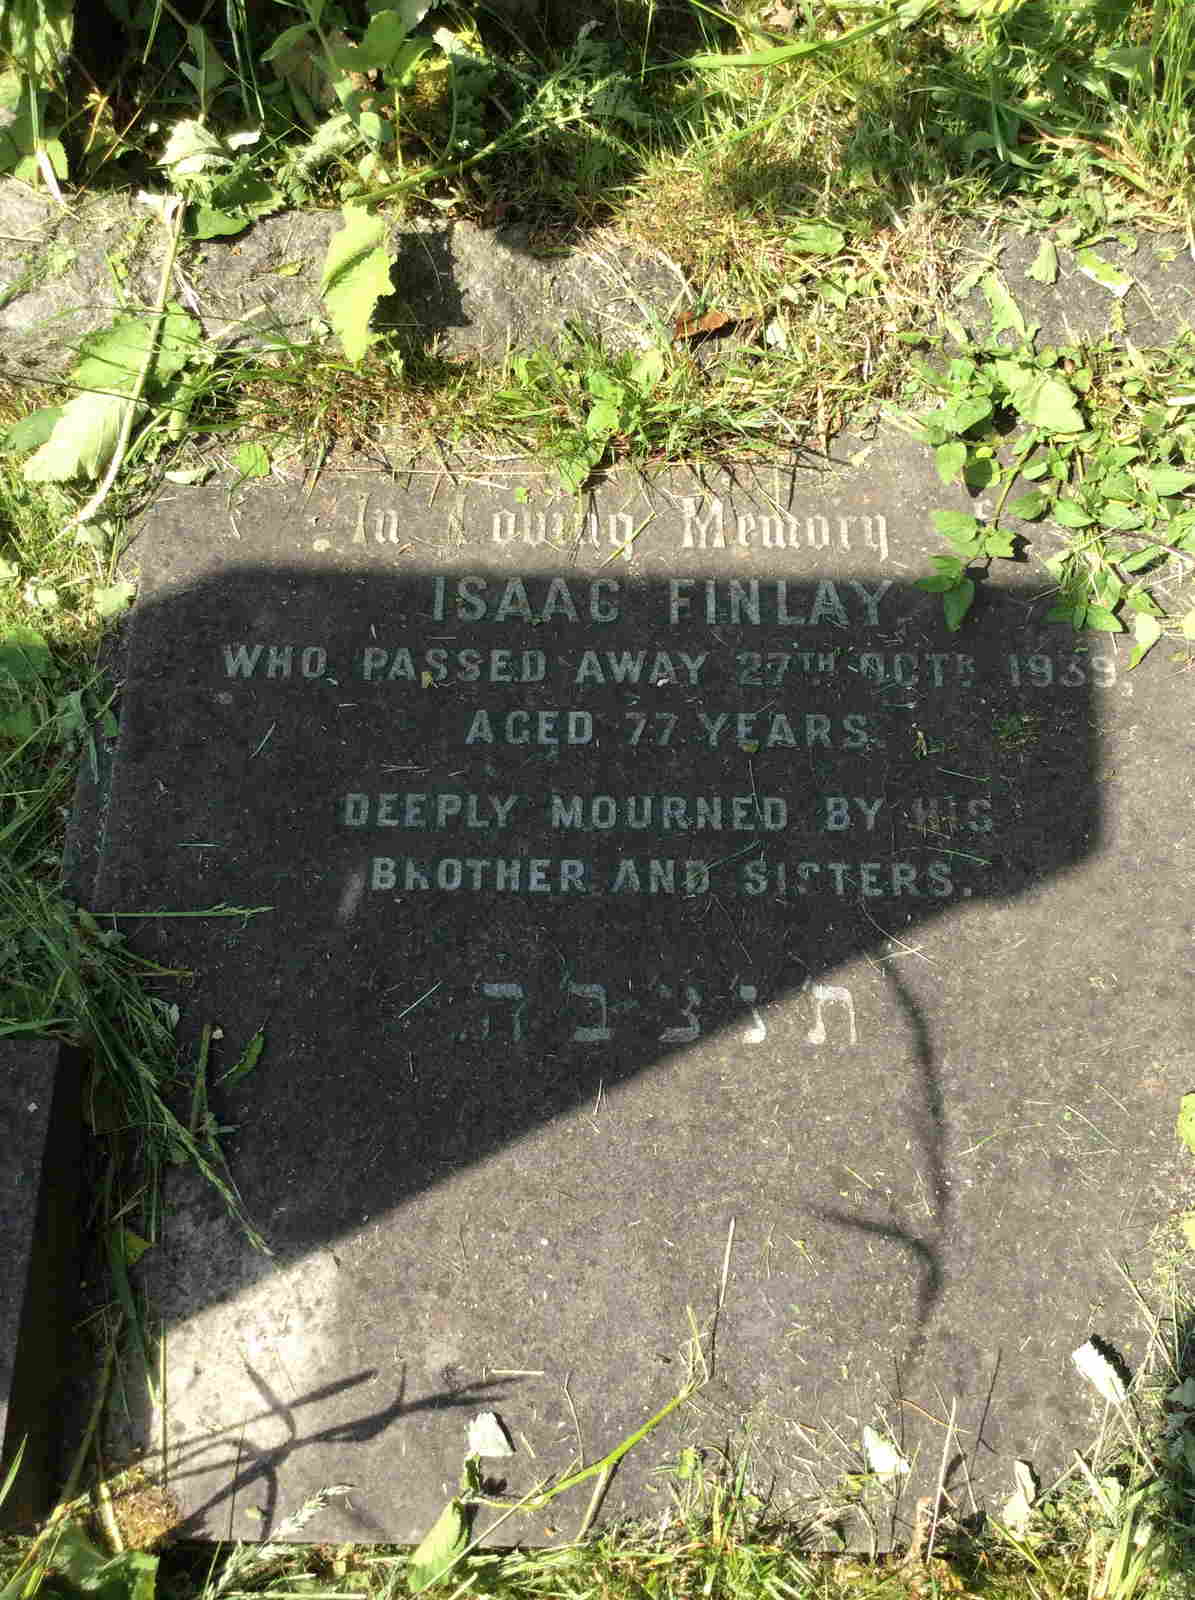 In Loving Memory of
ISAAC FINLAY,
WHO PASSED AWAY 27TH OCTR 1939,
AGED 77 YEARS.
DEEPLY MOURNED BY HIS
BROTHER AND SISTERS.
ת נ צ ב ה